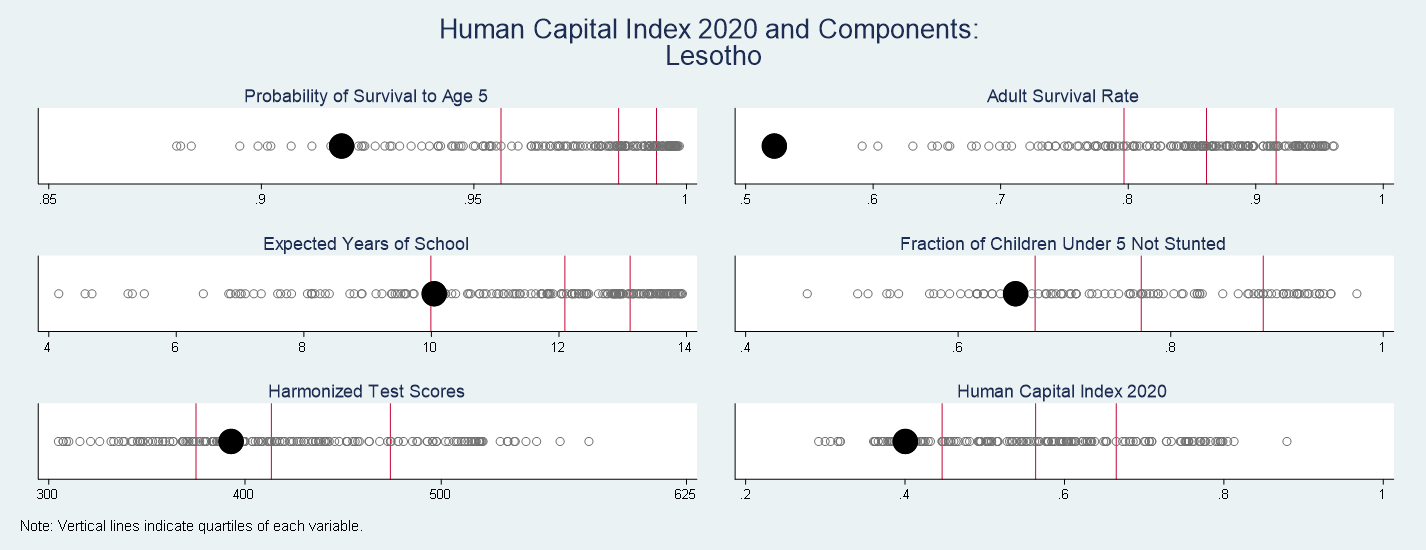 Human Capital Index 2020 and Components:
Lesotho
Probability of Survival to Age 5
.85 .9 .95 1
Adult Survival Rate
.5 .6 .7 .8 .9 1
Expected Years of School
4 6 8 10 12 14
Fraction of Children Under 5 Not Stunted
.4 .6 .8 1
Harmonized Test Scores
300 400 500 625
Human Capital Index 2020
.2 .4 .6 .8 1
Note: Vertical lines indicate quartiles of each variable.